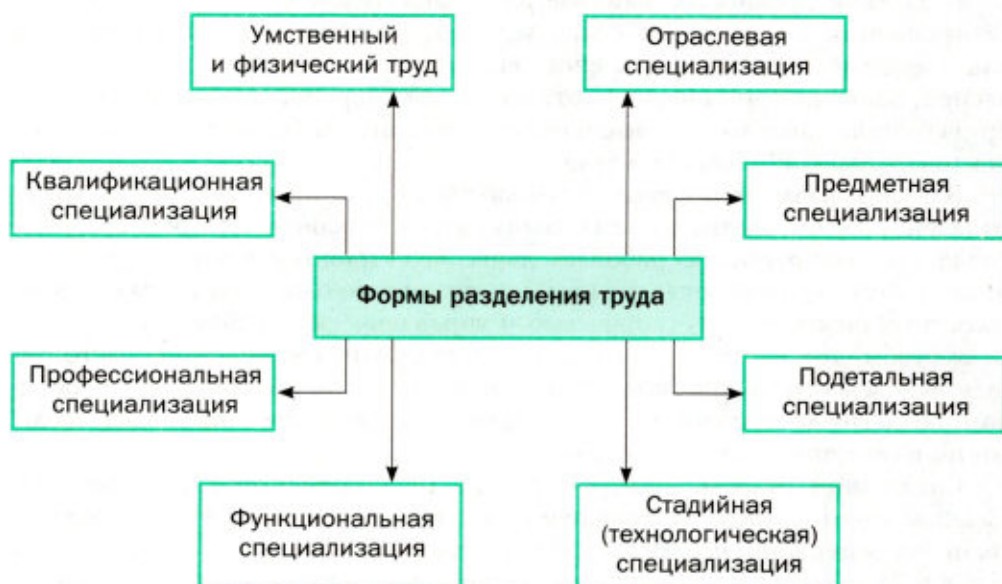 Умственный
и физический труд
Отраслевая
специализация
Квалификационная
специализация
Предметная
специализация
Формы разделения труда
Профессиональная
специализация
Подетальная
специализация
Функциональная
специализация
Стадийная
(технологическая)
специализация